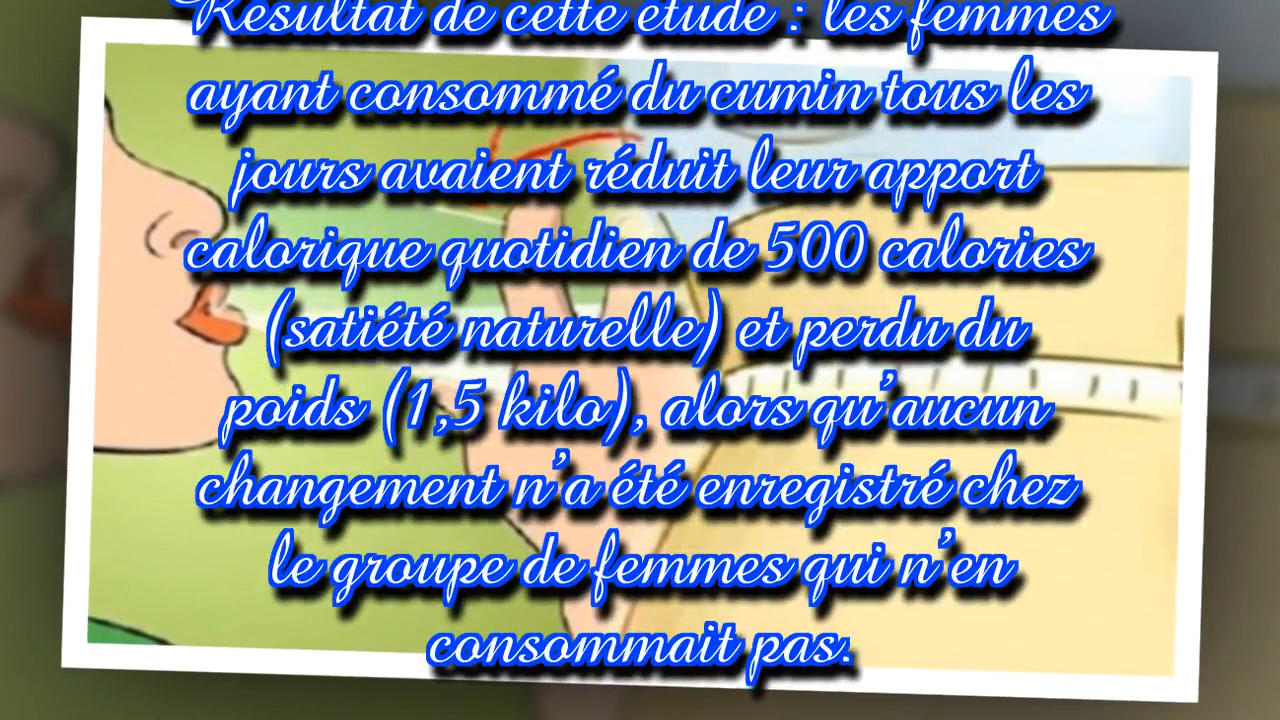 Résultat de cette étude : les femmes
ayant consommé du cumin tous les
jours avaient réduit leur apport
calorique quotidien de 500 calories
(satiété naturelle) et perdu du
poids (1,5 kilo), alors qu'aucun
changement n'a été enregistré chez
le groupe de femmes qui n'en
consommait pas.